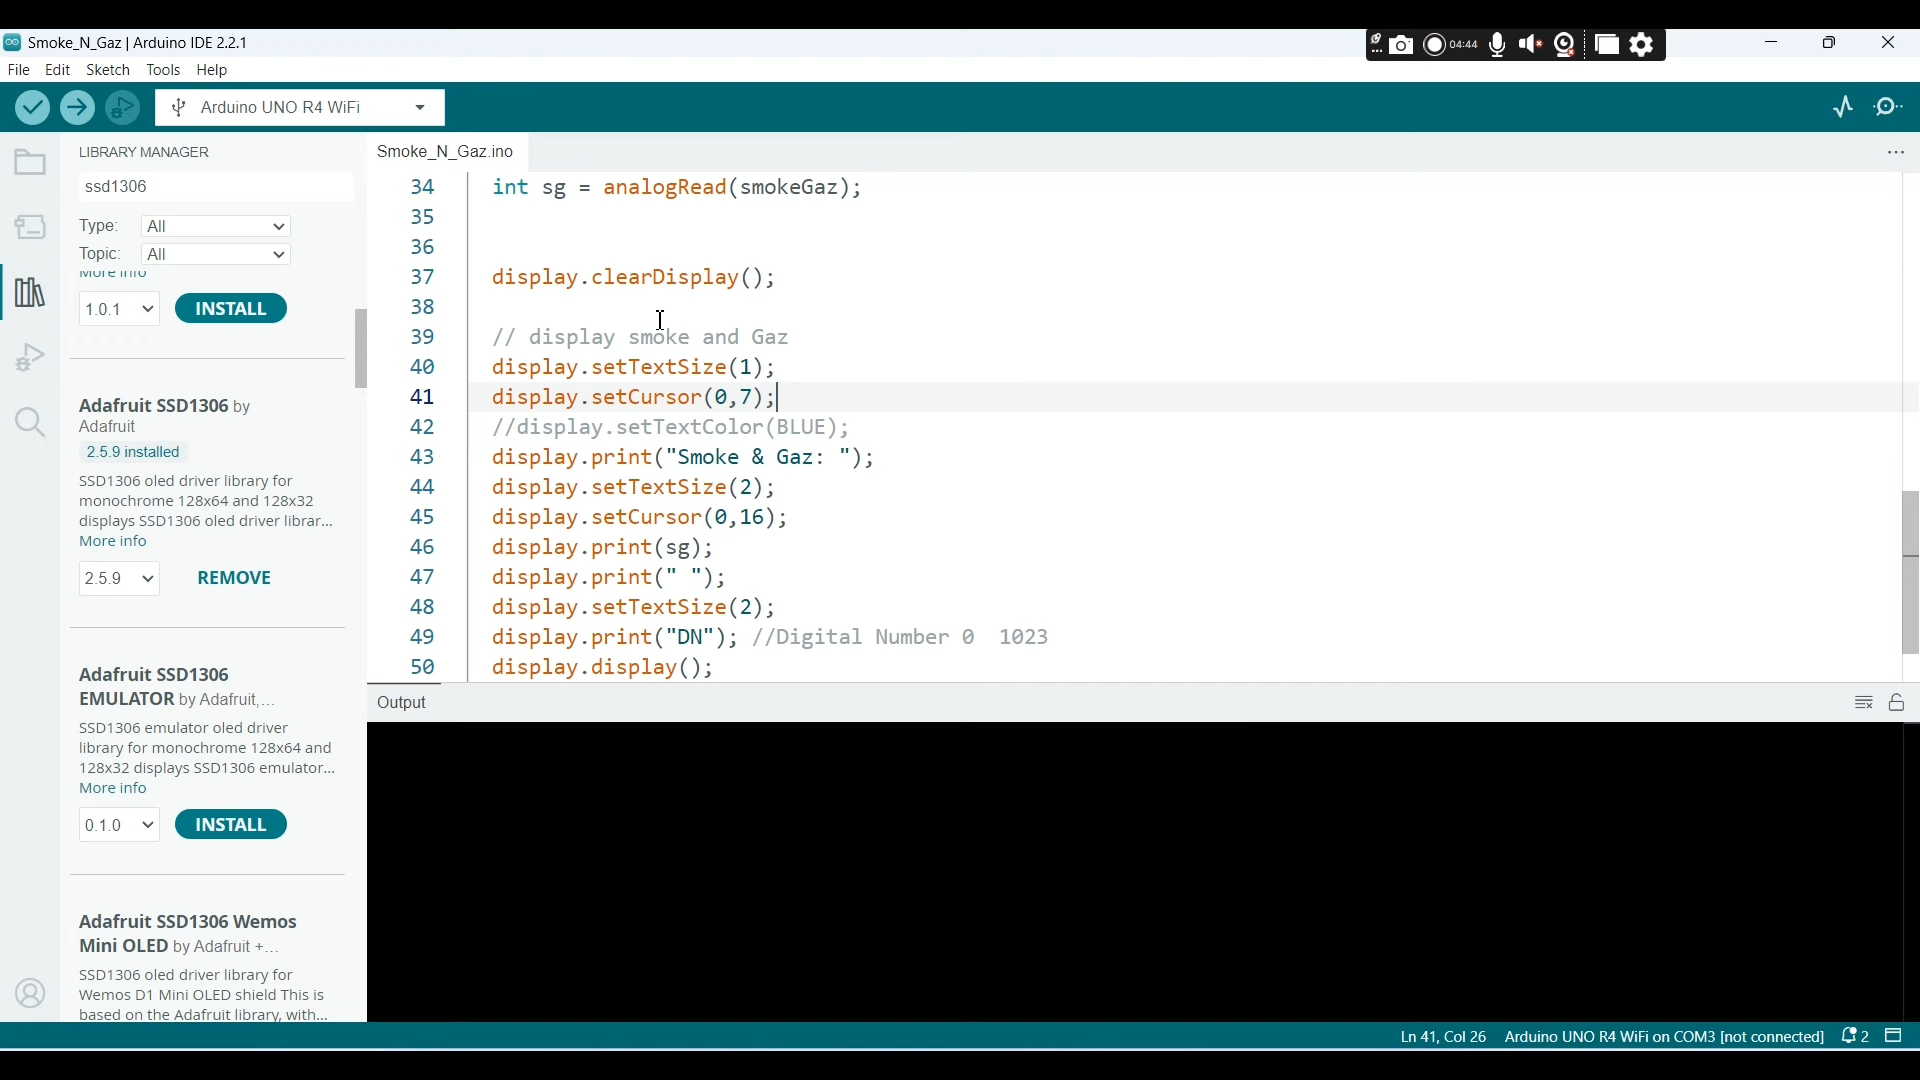 Smoke_N_Gaz | Arduino IDE 2.2.1
04:44
File Edit Sketch Tools Help
Arduino UNO R4 WiFi
LIBRARY MANAGER
ssd1306
Type: All
Topic: All
More info
1.0.1 INSTALL
Adafruit SSD1306 by
Adafruit
2.5.9 installed
SSD1306 oled driver library for
monochrome 128x64 and 128x32
displays SSD1306 oled driver librar...
More info
2.5.9 REMOVE
Adafruit SSD1306
EMULATOR by Adafruit,...
SSD1306 emulator oled driver
library for monochrome 128x64 and
128x32 displays SSD1306 emulator...
More info
0.1.0 INSTALL
Adafruit SSD1306 Wemos
Mini OLED by Adafruit +...
SSD1306 oled driver library for
Wemos D1 Mini OLED shield This is
based on the Adafruit library, with...
Smoke_N_Gaz.ino
34 int sg = analogRead(smokeGaz);
35
36
37 display.clearDisplay();
38
39 // display smoke and Gaz
40 display.setTextSize(1);
41 display.setCursor(0,7);
42 //display.setTextColor(BLUE);
43 display.print("Smoke & Gaz: ");
44 display.setTextSize(2);
45 display.setCursor(0,16);
46 display.print(sg);
47 display.print(" ");
48 display.setTextSize(2);
49 display.print("DN"); //Digital Number 0  1023
50 display.display();
Output
Ln 41, Col 26 Arduino UNO R4 WiFi on COM3 [not connected] 2